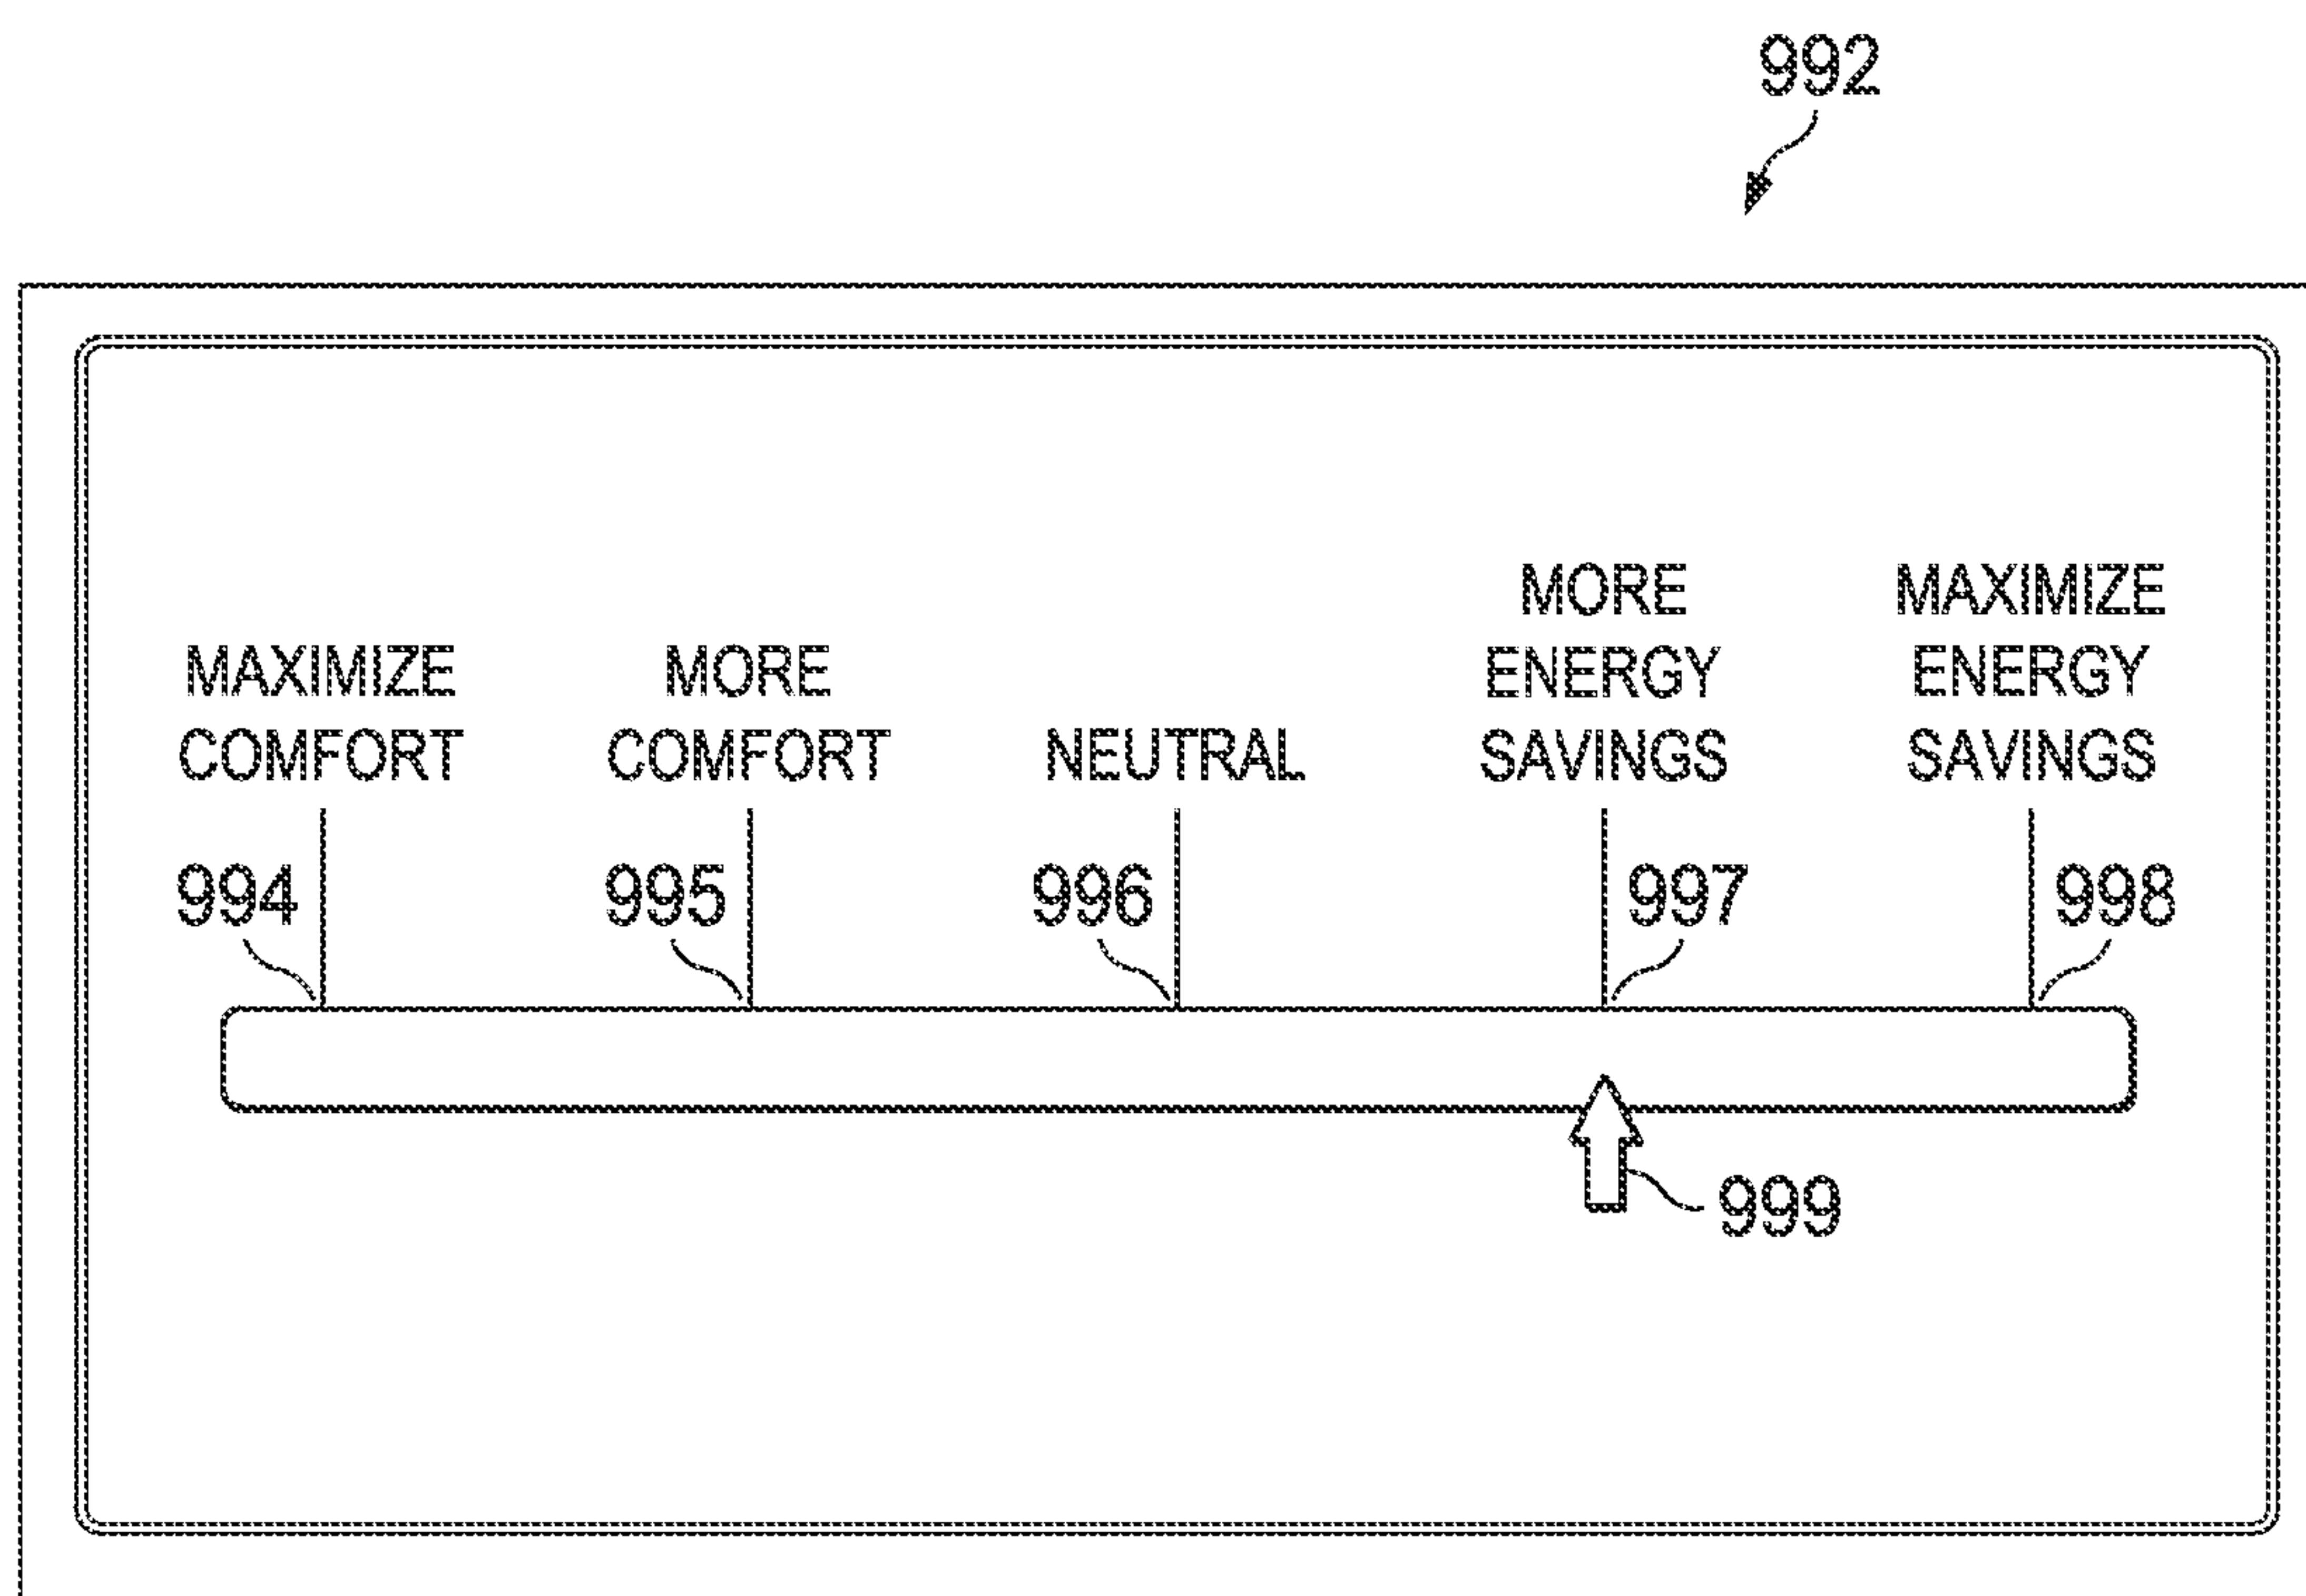 992
MORE
ENERGY
SAVINGS
MAXIMIZE
ENERGY
SAVINGS
MAXIMIZE
COMFORT
MORE
COMFORT
NEUTRAL
994
995
996
997
998
999